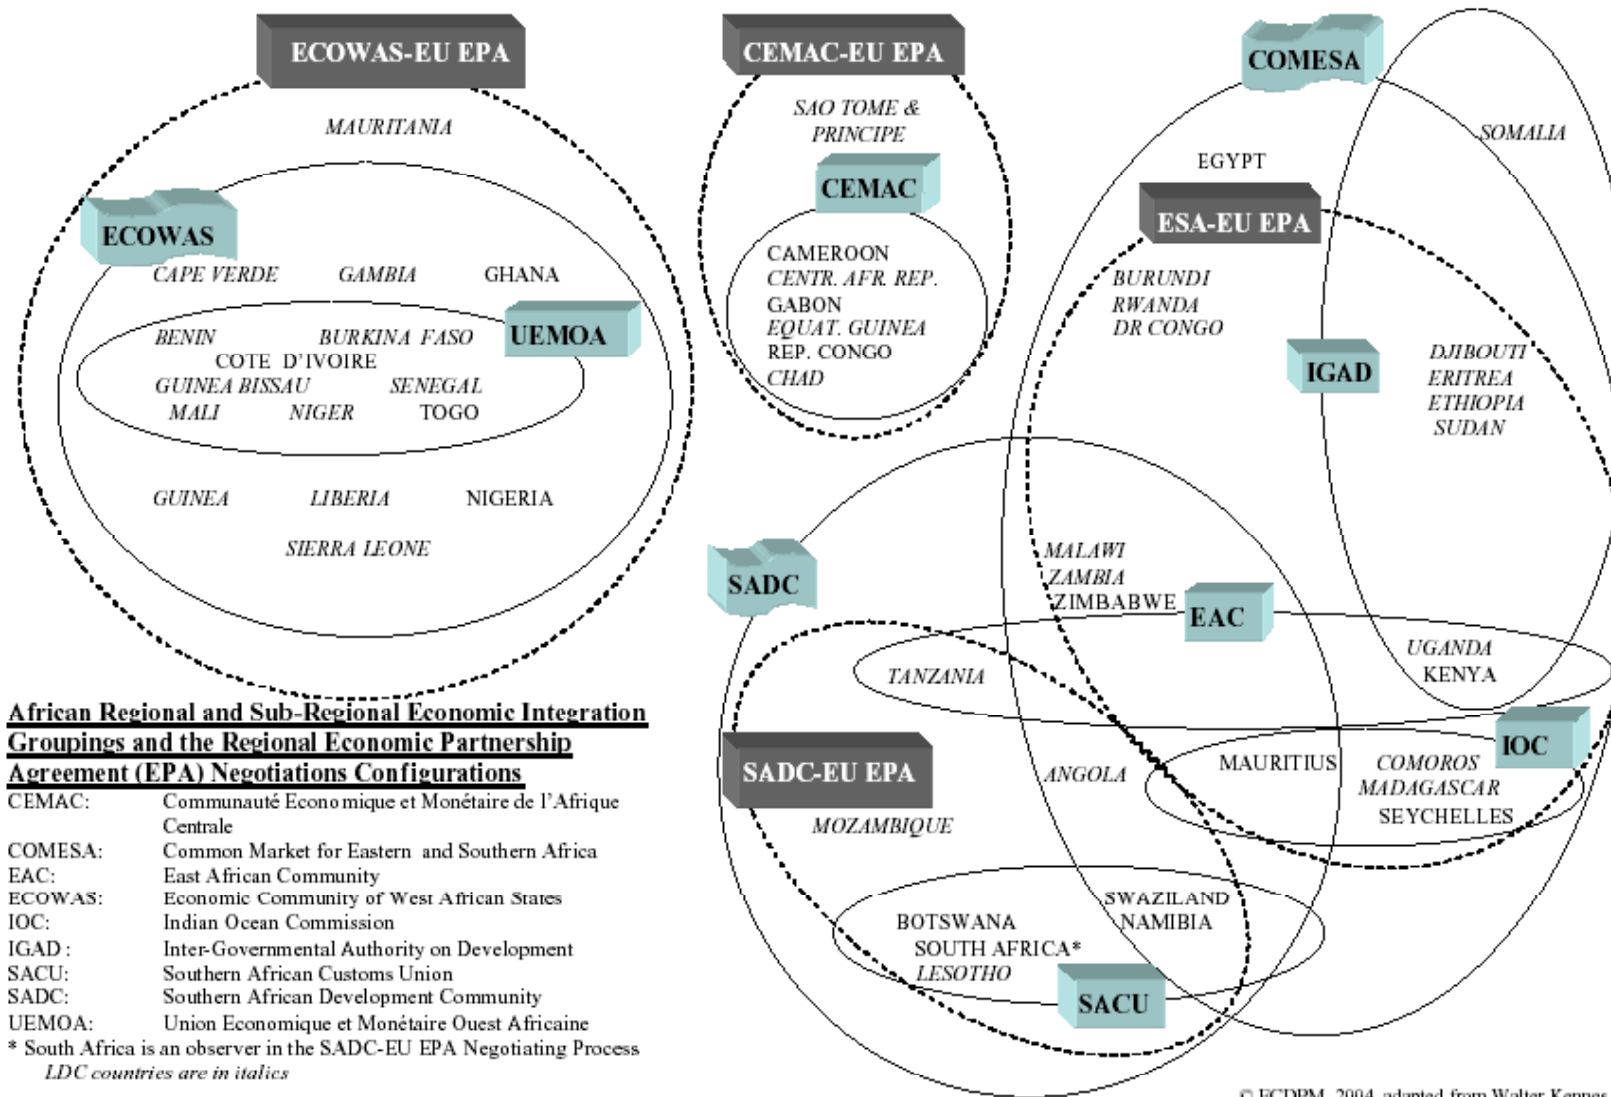 ECOWAS-EU EPA
MAURITANIA
ECOWAS
CAPE VERDE GAMBIA GHANA
UEMOA
BENIN BURKINA FASO
COTE D'IVOIRE
GUINEA BISSAU SENEGAL
MALI NIGER TOGO
GUINEA LIBERIA NIGERIA
SIERRA LEONE
CEMAC-EU EPA
SAO TOME &
PRINCIPE
CEMAC
CAMEROON
CENTR. AFR. REP.
GABON
EQUAT. GUINEA
REP. CONGO
CHAD
COMESA
SOMALIA
EGYPT
ESA-EU EPA
BURUNDI
RWANDA
DR CONGO
IGAD
DJIBOUTI
ERITREA
ETHIOPIA
SUDAN
SADC
MALAWI
ZAMBIA
ZIMBABWE
EAC
TANZANIA
UGANDA
KENYA
IOC
SADC-EU EPA
ANGOLA
MAURITIUS
COMOROS
MADAGASCAR
SEYCHELLES
MOZAMBIQUE
SWAZILAND
BOTSWANA NAMIBIA
SOUTH AFRICA*
LESOTHO
SACU
African Regional and Sub-Regional Economic Integration
Groupings and the Regional Economic Partnership
Agreement (EPA) Negotiations Configurations
CEMAC: Communauté Economique et Monétaire de l'Afrique
Centrale
COMESA: Common Market for Eastern and Southern Africa
EAC: East African Community
ECOWAS: Economic Community of West African States
IOC: Indian Ocean Commission
IGAD : Inter-Governmental Authority on Development
SACU: Southern African Customs Union
SADC: Southern African Development Community
UEMOA: Union Economique et Monétaire Ouest Africaine
* South Africa is an observer in the SADC-EU EPA Negotiating Process
LDC countries are in italics
© ECDPM, 2004, adapted from Walter Kennes